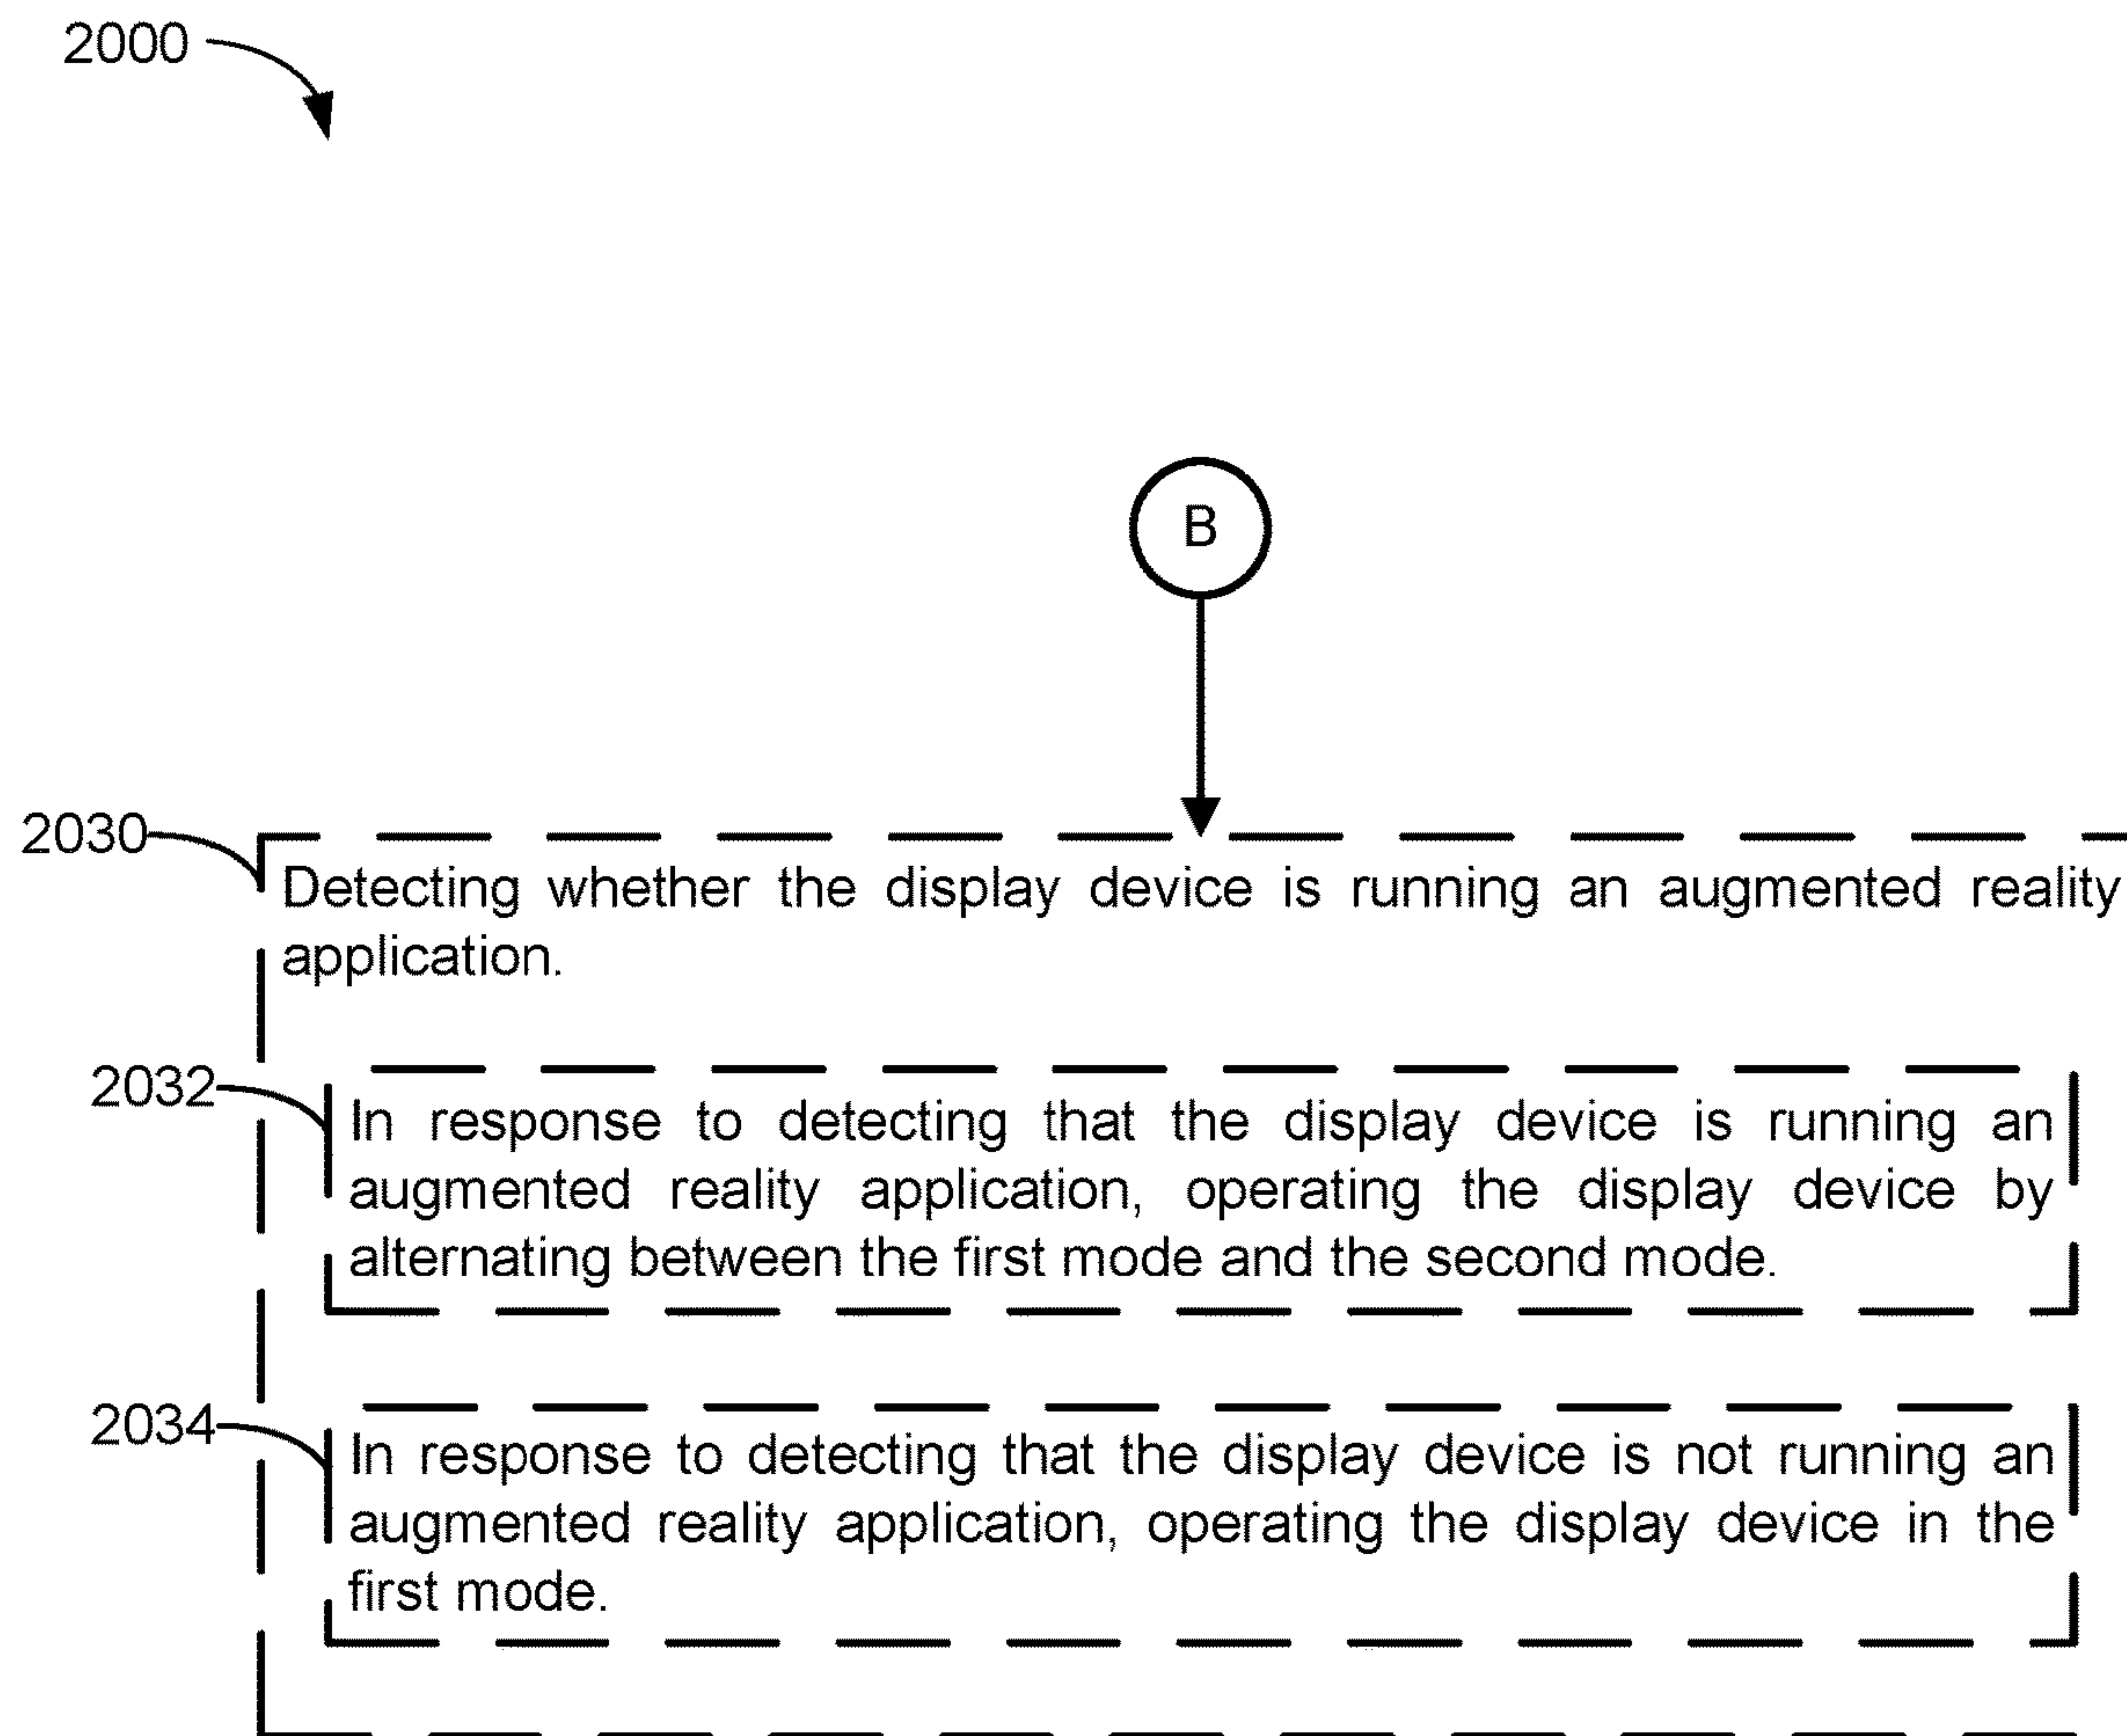 2000
B
2030
Detecting whether the display device is running an augmented reality
application.
2032
In response to detecting that the display device is running an
augmented reality application, operating the display device by
alternating between the first mode and the second mode.
2034
In response to detecting that the display device is not running an
augmented reality application, operating the display device in the
first mode.